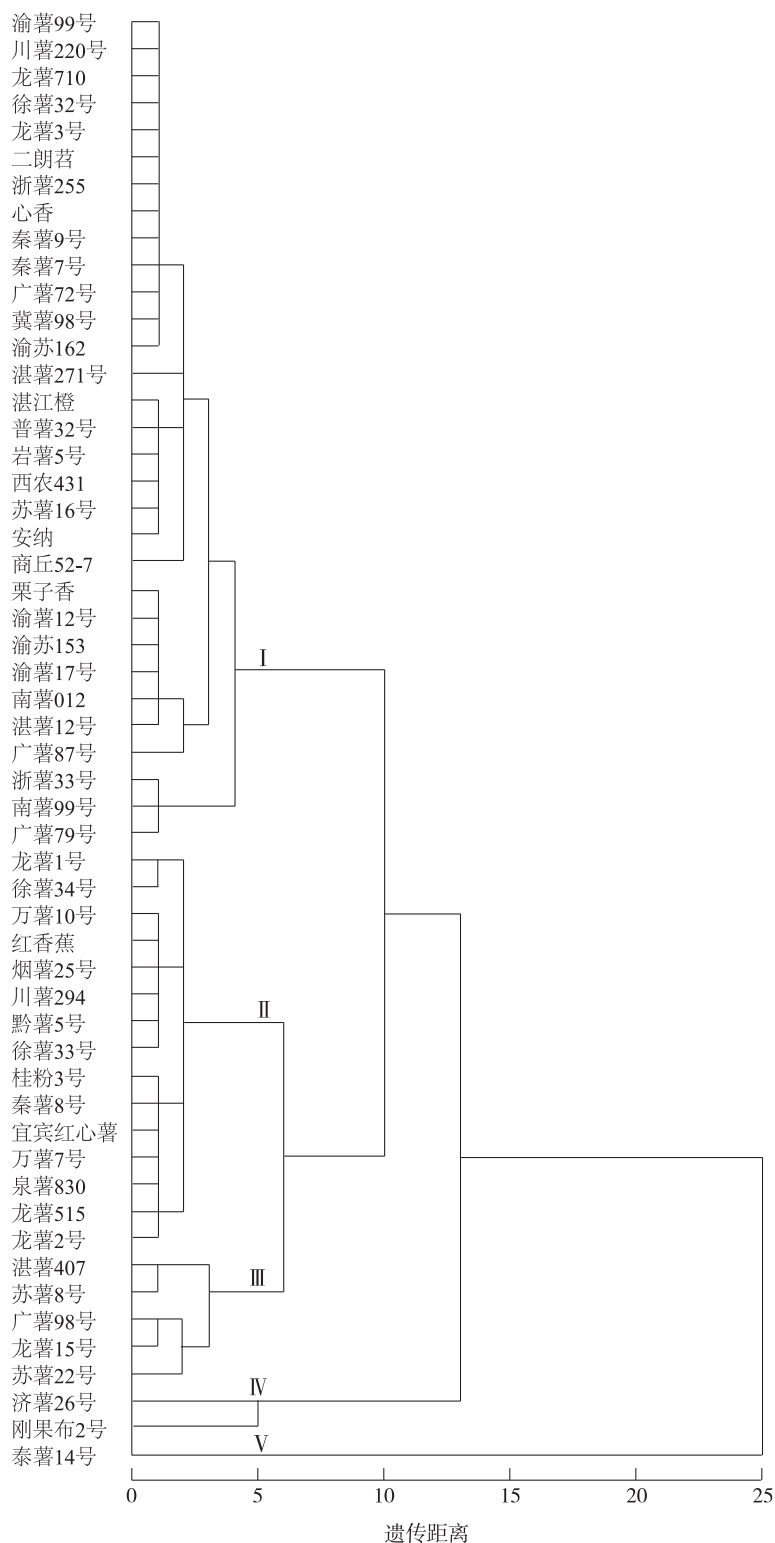 渝薯99号
川薯220号
龙薯710
徐薯32号
龙薯3号
二朗苕
浙薯255
心香
秦薯9号
秦薯7号
广薯72号
冀薯98号
渝苏162
湛薯271号
湛江橙
普薯32号
岩薯5号
西农431
苏薯16号
安纳
商丘52-7
栗子香
渝薯12号
渝苏153
渝薯17号
南薯012
湛薯12号
广薯87号
浙薯33号
南薯99号
广薯79号
龙薯1号
徐薯34号
万薯10号
红香蕉
烟薯25号
川薯294
黔薯5号
徐薯33号
桂粉3号
秦薯8号
宜宾红心薯
万薯7号
泉薯830
龙薯515
龙薯2号
湛薯407
苏薯8号
广薯98号
龙薯15号
苏薯22号
济薯26号
刚果布2号
泰薯14号
Ⅰ
Ⅱ
Ⅲ
Ⅳ
Ⅴ
0 5 10 15 20 25
遗传距离